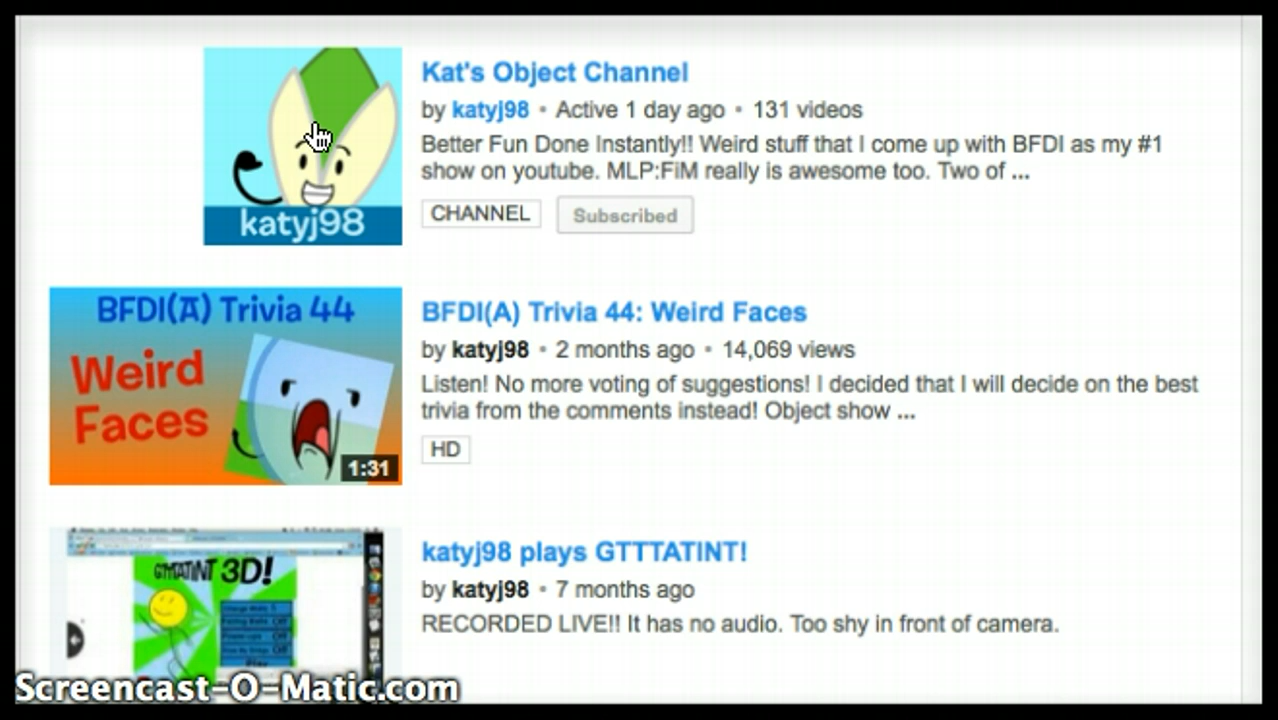 Kat's Object Channel
by katyj98 • Active 1 day ago • 131 videos
Better Fun Done Instantly!! Weird stuff that I come up with BFDI as my #1
show on youtube. MLP:FiM really is awesome too. Two of ...
CHANNEL Subscribed
katyj98
BFDI(A) Trivia 44
Weird
Faces
1:31
BFDI(A) Trivia 44: Weird Faces
by katyj98 • 2 months ago • 14,069 views
Listen! No more voting of suggestions! I decided that I will decide on the best
trivia from the comments instead! Object show ...
HD
3D!
Play
katyj98 plays GTTTATINT!
by katyj98 • 7 months ago
RECORDED LIVE!! It has no audio. Too shy in front of camera.
Screencast-O-Matic.com